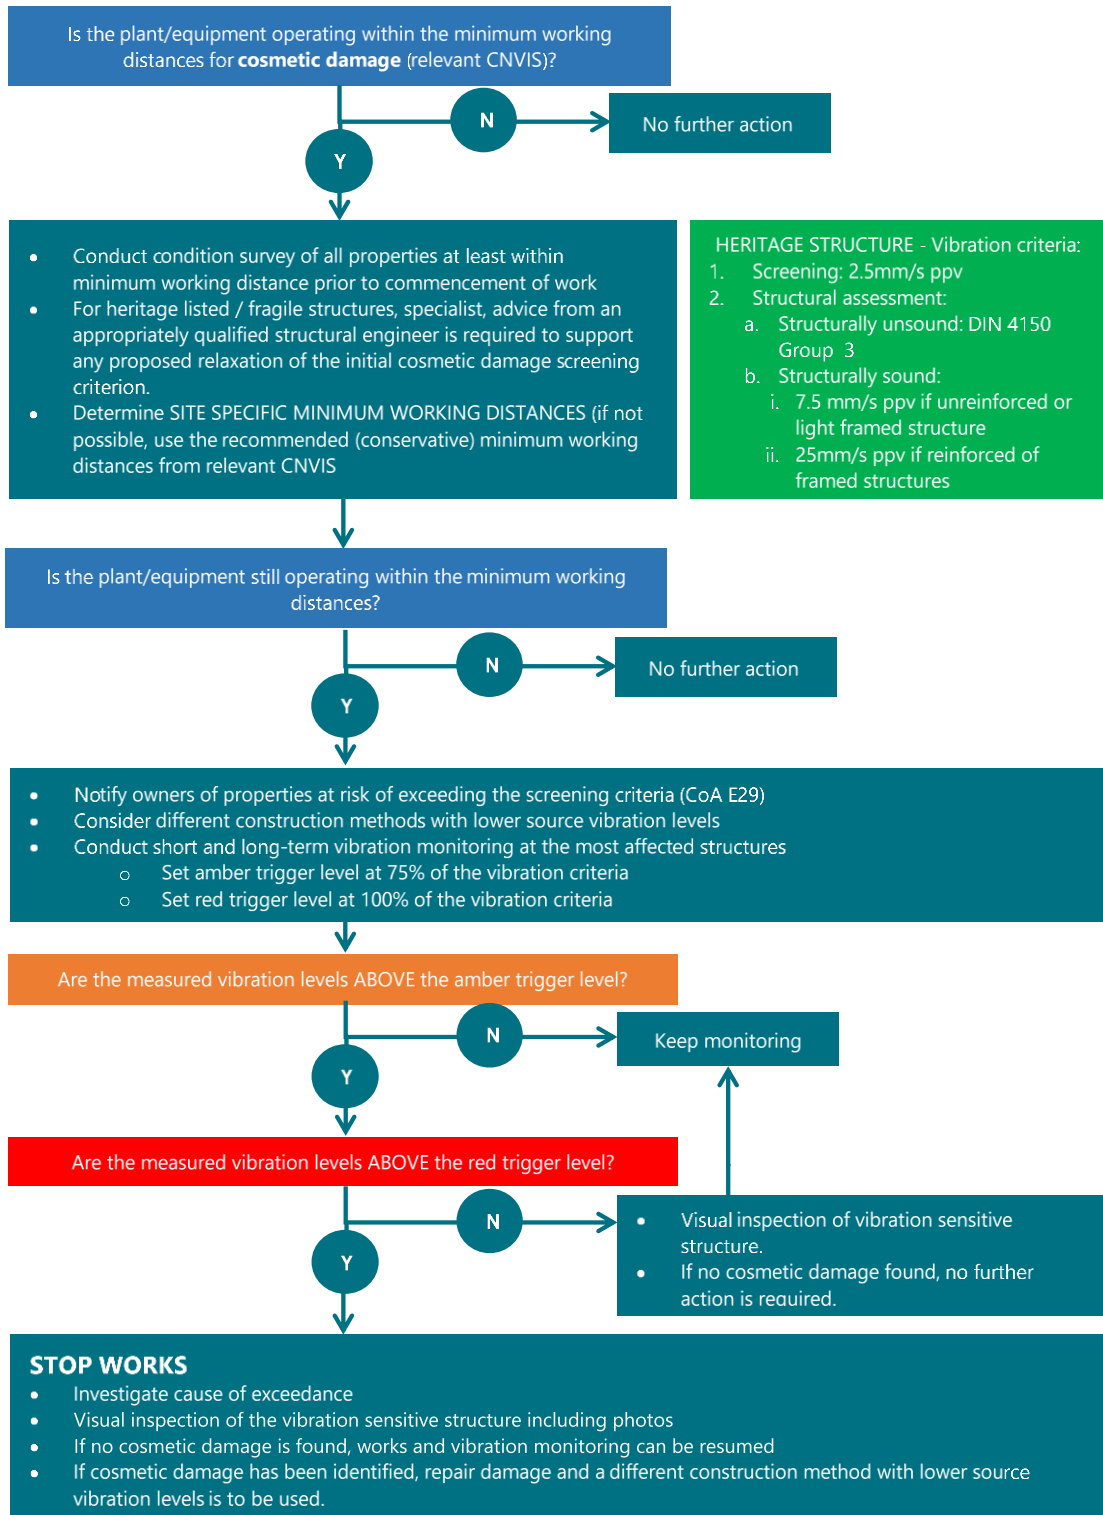 Is the plant/equipment operating within the minimum working
distances for cosmetic damage (relevant CNVIS)?
N
No further action
Y
• Conduct condition survey of all properties at least within
minimum working distance prior to commencement of work
• For heritage listed / fragile structures, specialist, advice from an
appropriately qualified structural engineer is required to support
any proposed relaxation of the initial cosmetic damage screening
criterion.
• Determine SITE SPECIFIC MINIMUM WORKING DISTANCES (if not
possible, use the recommended (conservative) minimum working
distances from relevant CNVIS
HERITAGE STRUCTURE - Vibration criteria:
1. Screening: 2.5mm/s ppv
2. Structural assessment:
a. Structurally unsound: DIN 4150
Group 3
b. Structurally sound:
i. 7.5 mm/s ppv if unreinforced or
light framed structure
ii. 25mm/s ppv if reinforced of
framed structures
Is the plant/equipment still operating within the minimum working
distances?
N
No further action
Y
• Notify owners of properties at risk of exceeding the screening criteria (CoA E29)
• Consider different construction methods with lower source vibration levels
• Conduct short and long-term vibration monitoring at the most affected structures
o Set amber trigger level at 75% of the vibration criteria
o Set red trigger level at 100% of the vibration criteria
Are the measured vibration levels ABOVE the amber trigger level?
N
Keep monitoring
Y
Are the measured vibration levels ABOVE the red trigger level?
N
• Visual inspection of vibration sensitive
structure.
• If no cosmetic damage found, no further
action is required.
Y
STOP WORKS
• Investigate cause of exceedance
• Visual inspection of the vibration sensitive structure including photos
• If no cosmetic damage is found, works and vibration monitoring can be resumed
• If cosmetic damage has been identified, repair damage and a different construction method with lower source
vibration levels is to be used.